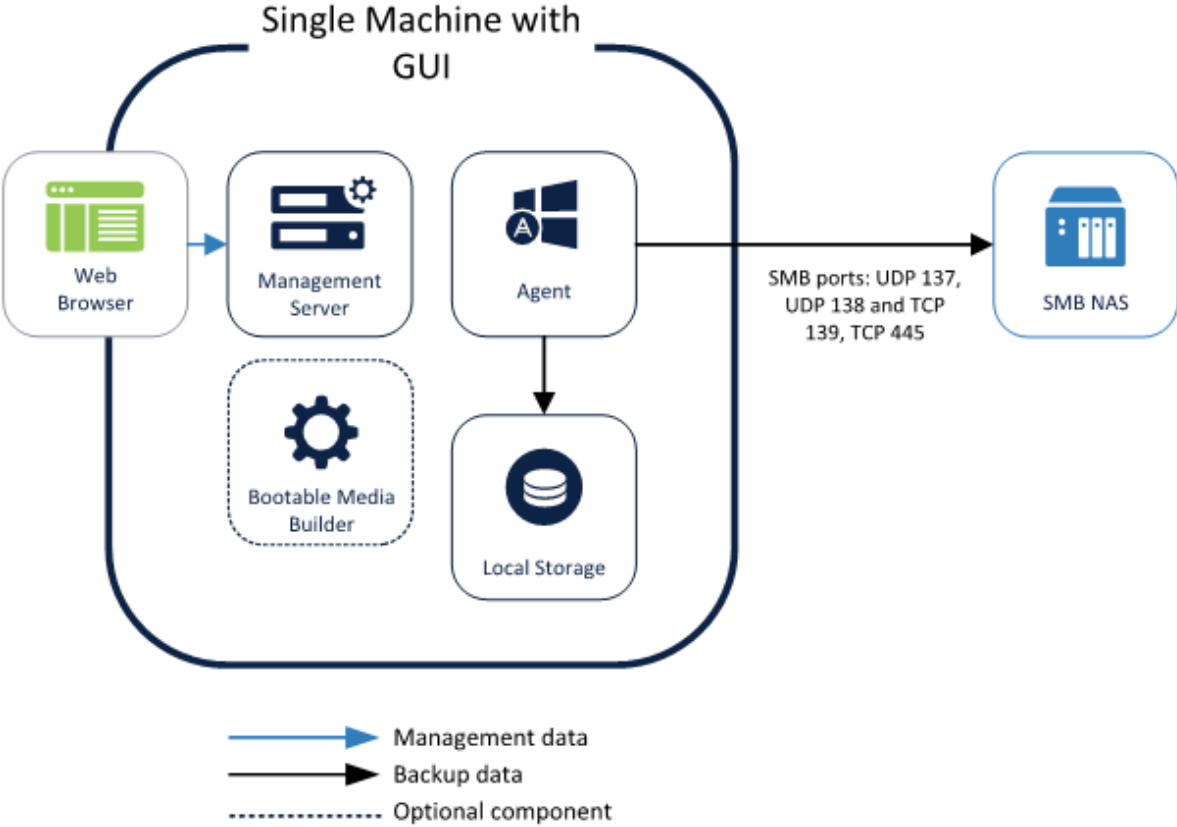 Single Machine with
GUI
Web
Browser
Management
Server
Agent
SMB ports: UDP 137,
UDP 138 and TCP
139, TCP 445
SMB NAS
Bootable Media
Builder
Local Storage
Management data
Backup data
Optional component